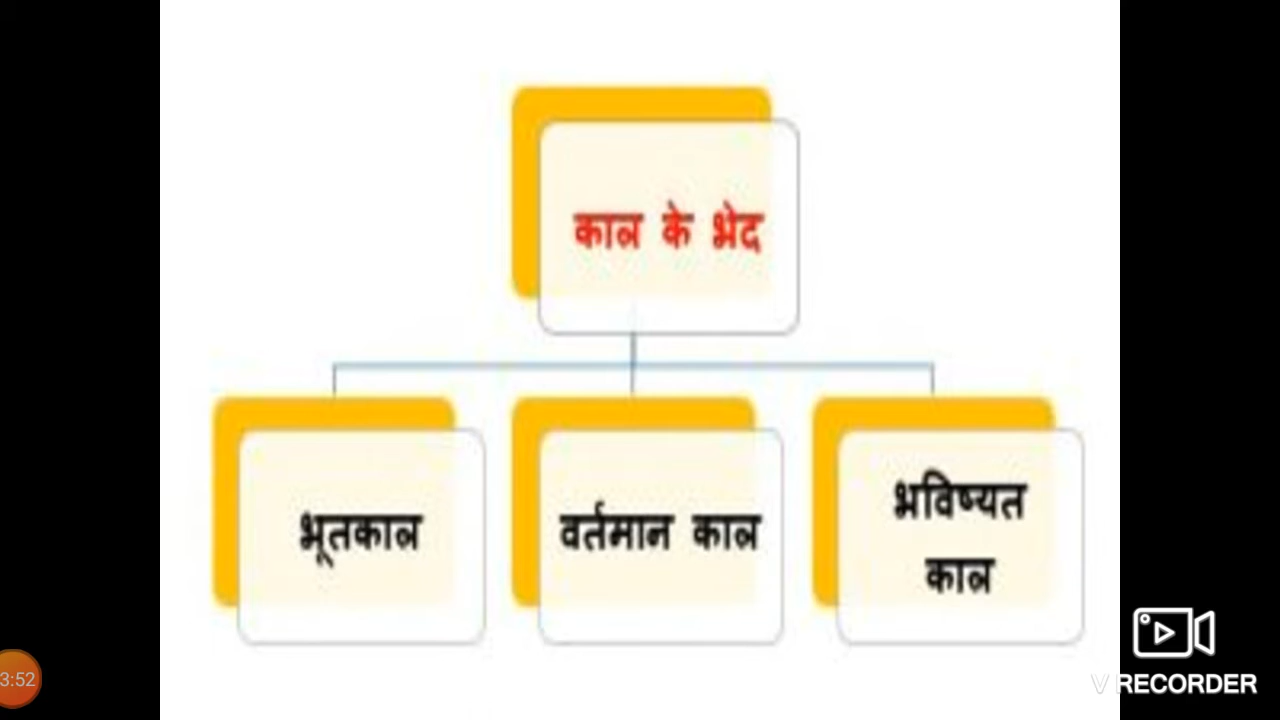 काल के भेद
भूतकाल
वर्तमान काल
भविष्यत
काल
3:52
V RECORDER